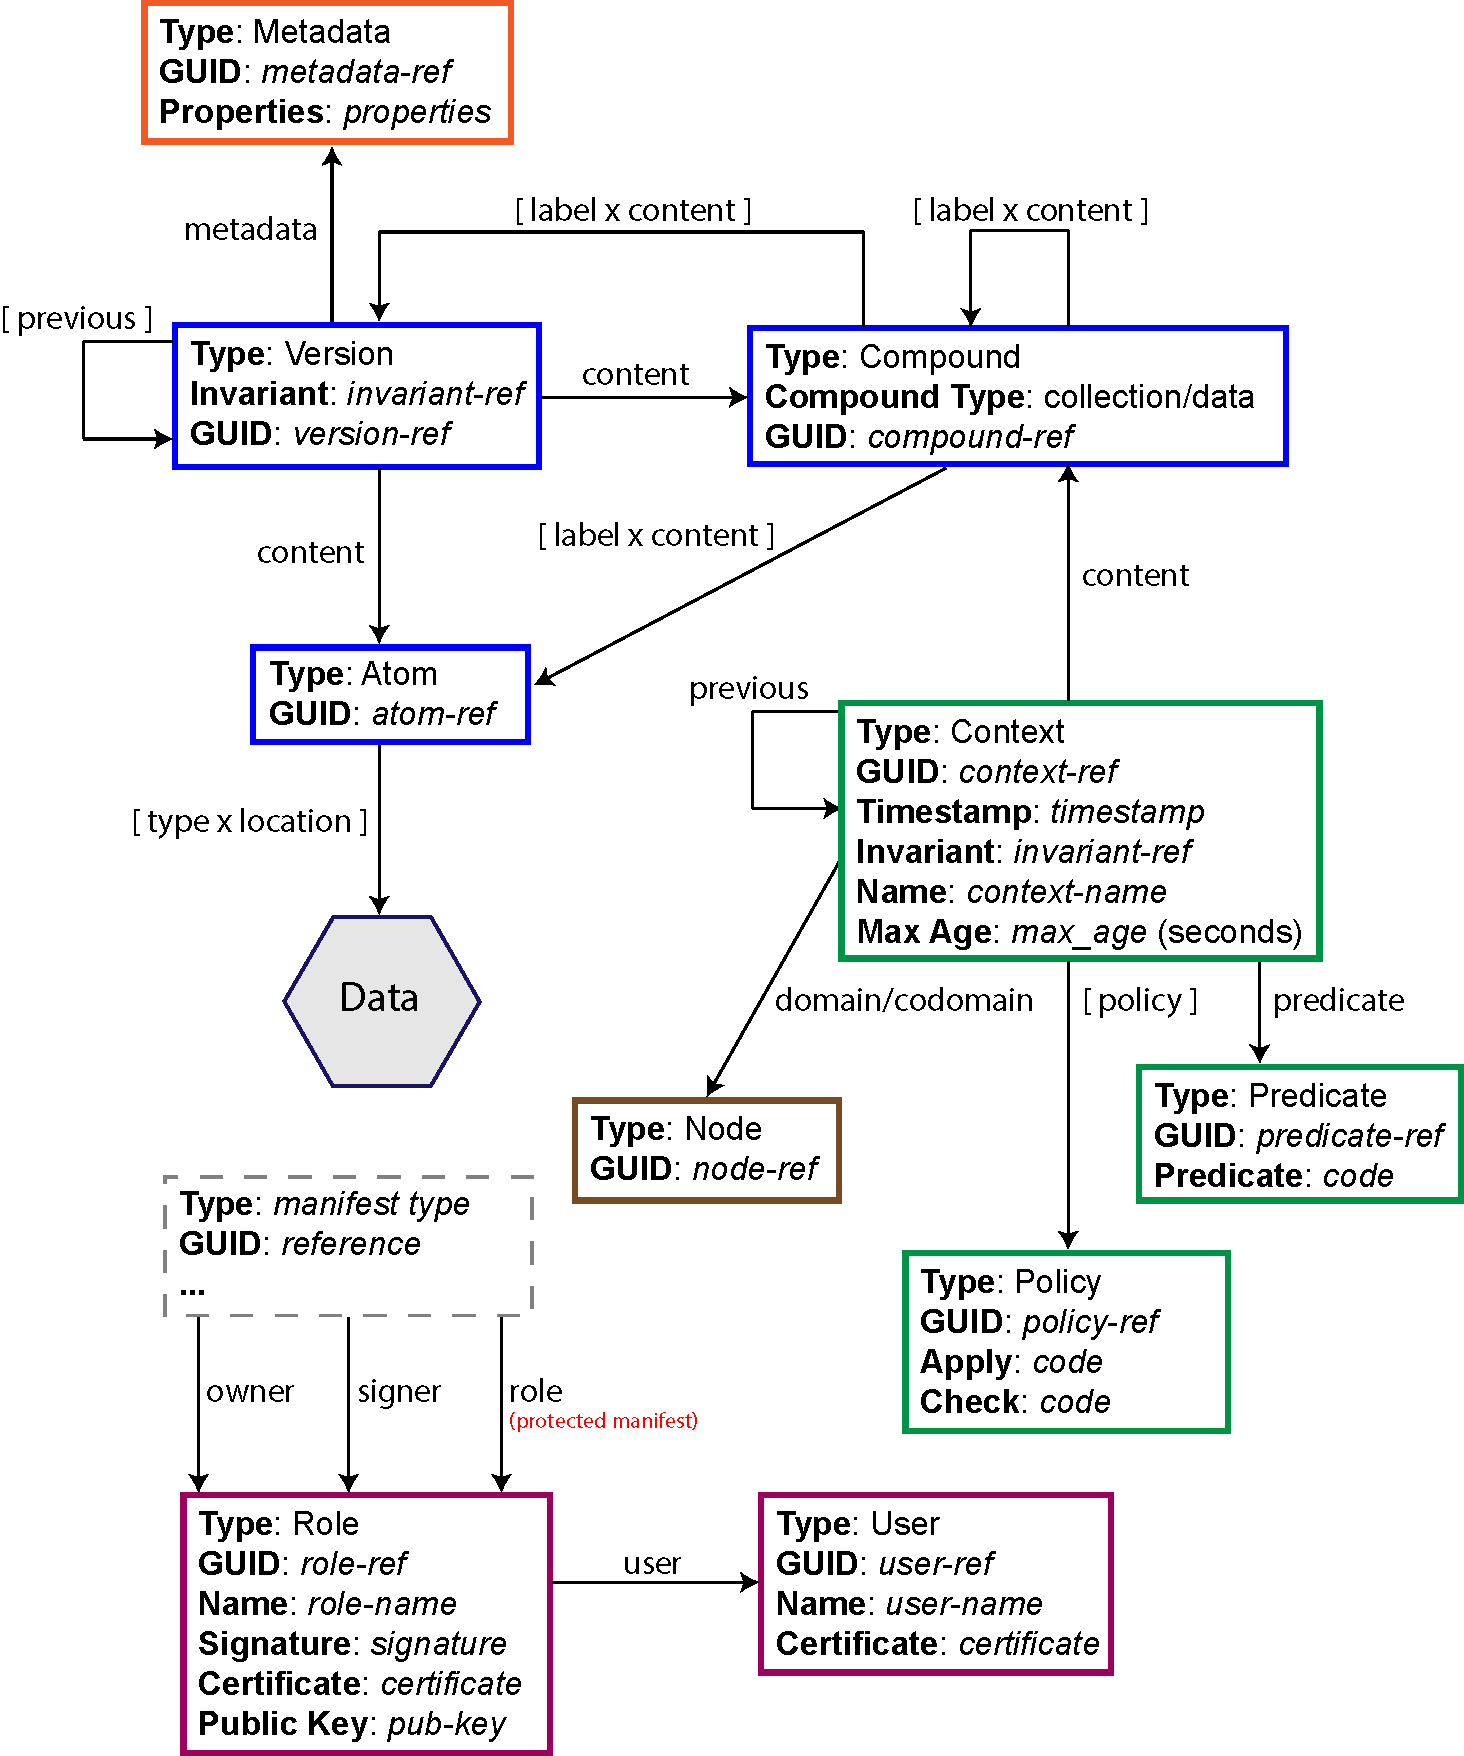 Type: Metadata
GUID: metadata-ref
Properties: properties
metadata
[ label x content ]
[ label x content ]
[ previous ]
Type: Version
Invariant: invariant-ref
GUID: version-ref
content
Type: Compound
Compound Type: collection/data
GUID: compound-ref
content
[ label x content ]
content
Type: Atom
GUID: atom-ref
previous
Type: Context
GUID: context-ref
Timestamp: timestamp
Invariant: invariant-ref
Name: context-name
Max Age: max_age (seconds)
[ type x location ]
Data
domain/codomain
[ policy ]
predicate
Type: Node
GUID: node-ref
Type: Predicate
GUID: predicate-ref
Predicate: code
Type: manifest type
GUID: reference
...
Type: Policy
GUID: policy-ref
Apply: code
Check: code
owner
signer
role
(protected manifest)
Type: Role
GUID: role-ref
Name: role-name
Signature: signature
Certificate: certificate
Public Key: pub-key
user
Type: User
GUID: user-ref
Name: user-name
Certificate: certificate